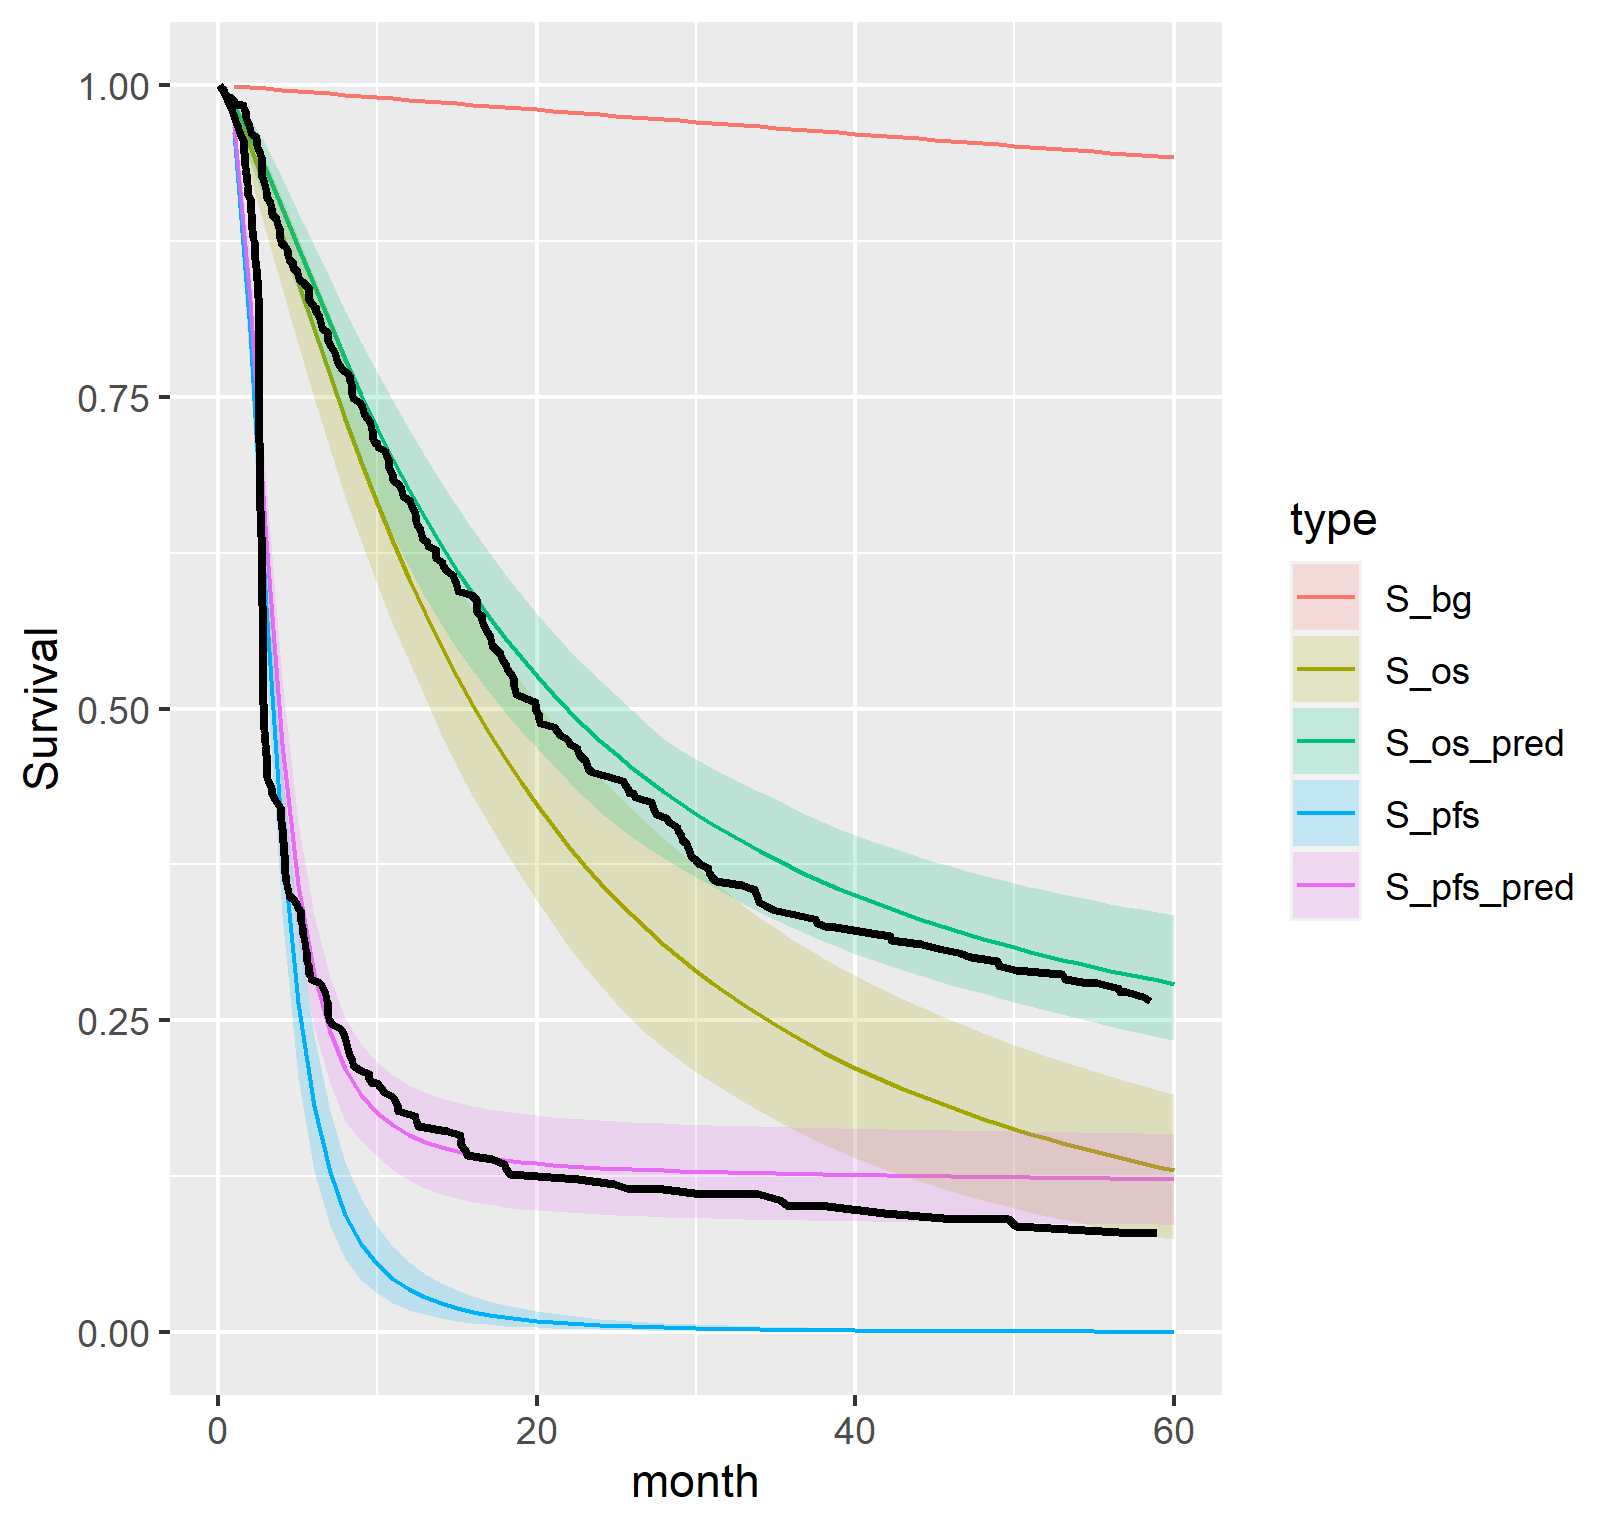 1.00
0.75
0.50
0.25
0.00
Survival
0
20
40
60
month
type
S_bg
S_os
S_os_pred
S_pfs
S_pfs_pred